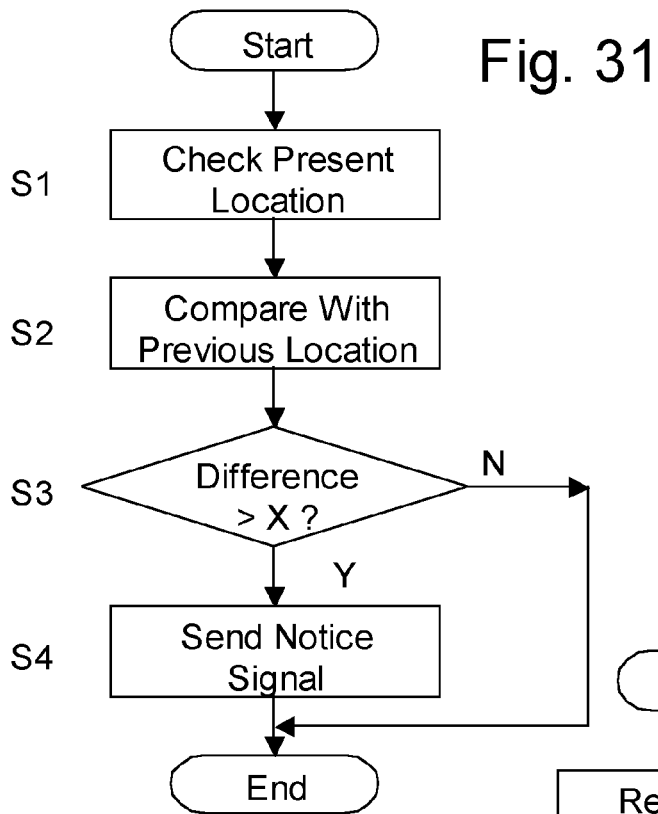 Start
Fig. 31
S1
Check Present
Location
S2
Compare With
Previous Location
S3
Difference
> X ?
N
Y
S4
Send Notice
Signal
End
Re